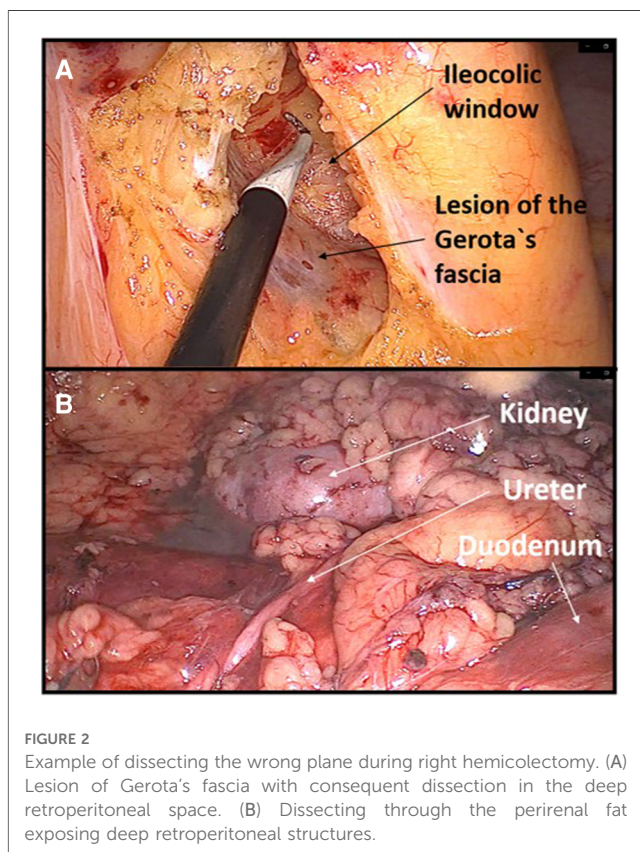 A
Ileocolic
window
Lesion of the
Gerota`s
fascia
B
Kidney
Ureter
Duodenum
FIGURE 2
Example of dissecting the wrong plane during right hemicolectomy. (A)
Lesion of Gerota's fascia with consequent dissection in the deep
retroperitoneal space. (B) Dissecting through the perirenal fat
exposing deep retroperitoneal structures.